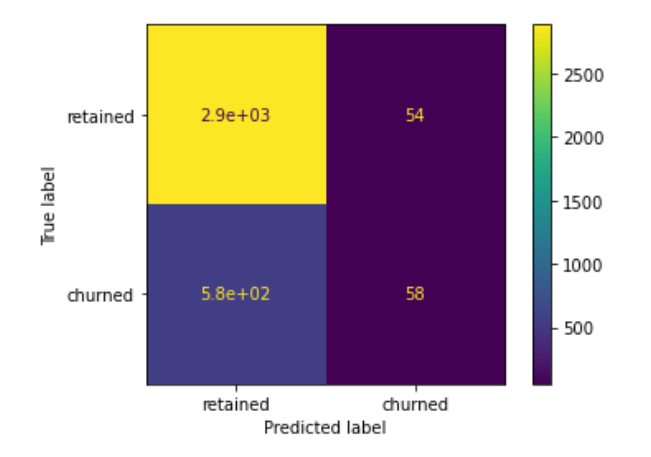 2500
retained
2.9e+03
54
2000
True label
1500
1000
churned
5.8e+02
58
500
retained
churned
Predicted label